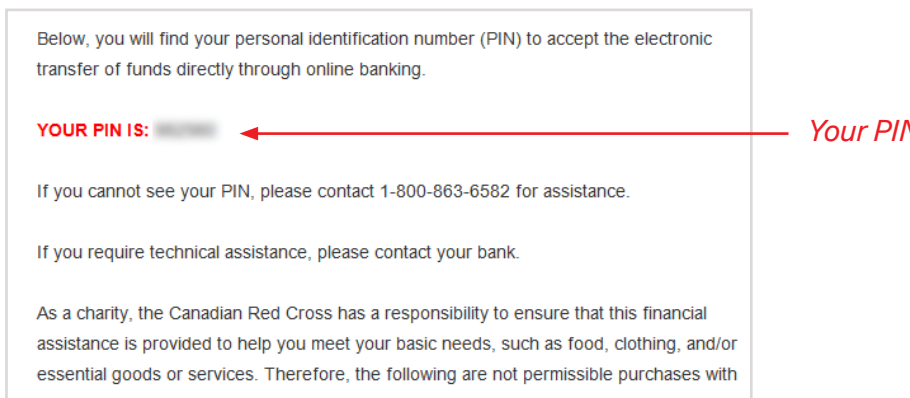 Below, you will find your personal identification number (PIN) to accept the electronic
transfer of funds directly through online banking.
YOUR PIN IS:
Your PIN
If you cannot see your PIN, please contact 1-800-863-6582 for assistance.
If you require technical assistance, please contact your bank.
As a charity, the Canadian Red Cross has a responsibility to ensure that this financial
assistance is provided to help you meet your basic needs, such as food, clothing, and/or
essential goods or services. Therefore, the following are not permissible purchases with